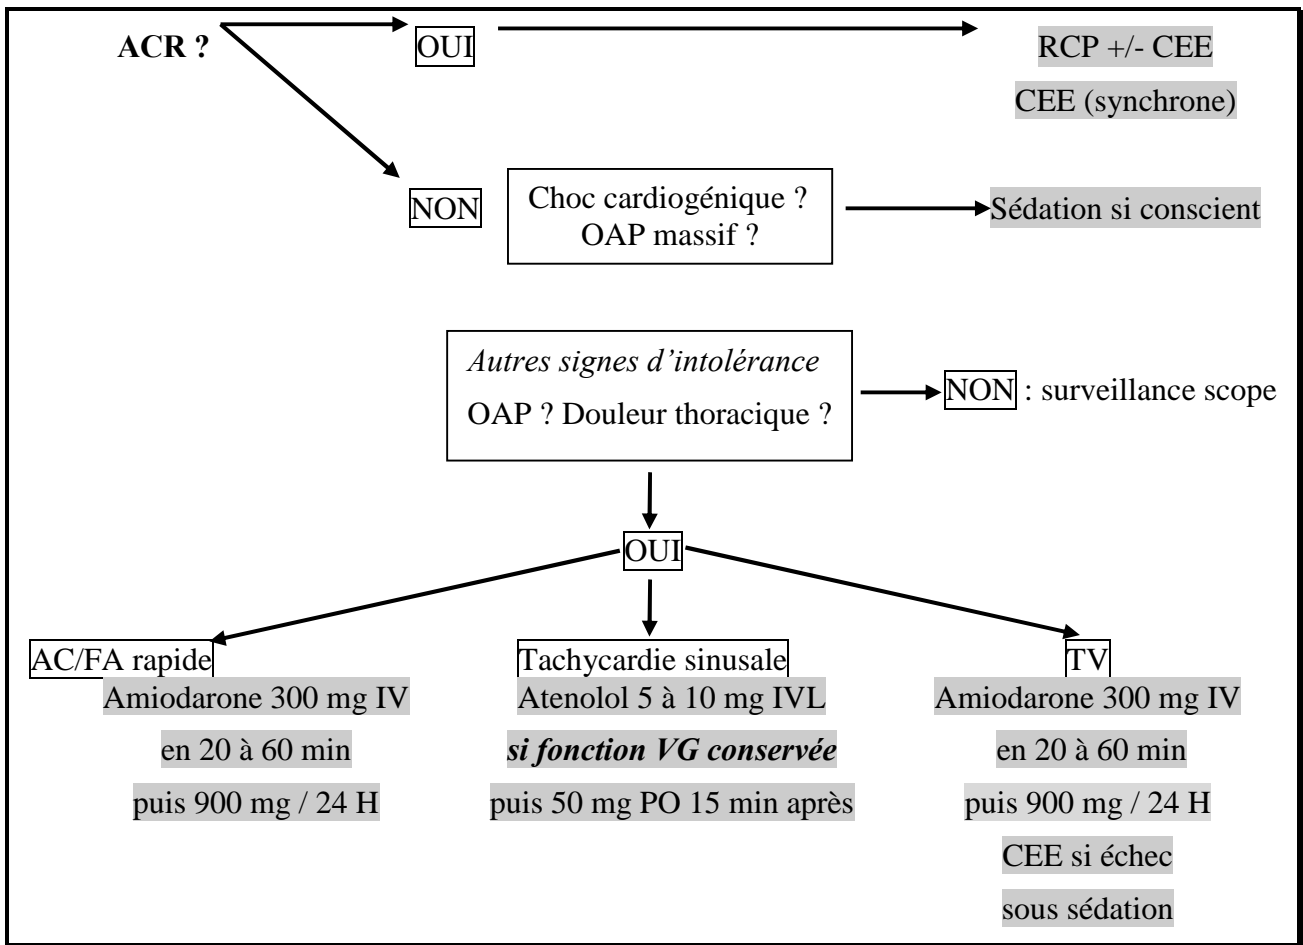 ACR ?
OUI
RCP +/- CEE
CEE (synchrone)
NON
Choc cardiogénique ?
OAP massif ?
Sédation si conscient
Autres signes d’intolérance
OAP ? Douleur thoracique ?
NON : surveillance scope
OUI
AC/FA rapide
Amiodarone 300 mg IV
en 20 à 60 min
puis 900 mg / 24 H
Tachycardie sinusale
Atenolol 5 à 10 mg IVL
si fonction VG conservée
puis 50 mg PO 15 min après
TV
Amiodarone 300 mg IV
en 20 à 60 min
puis 900 mg / 24 H
CEE si échec
sous sédation